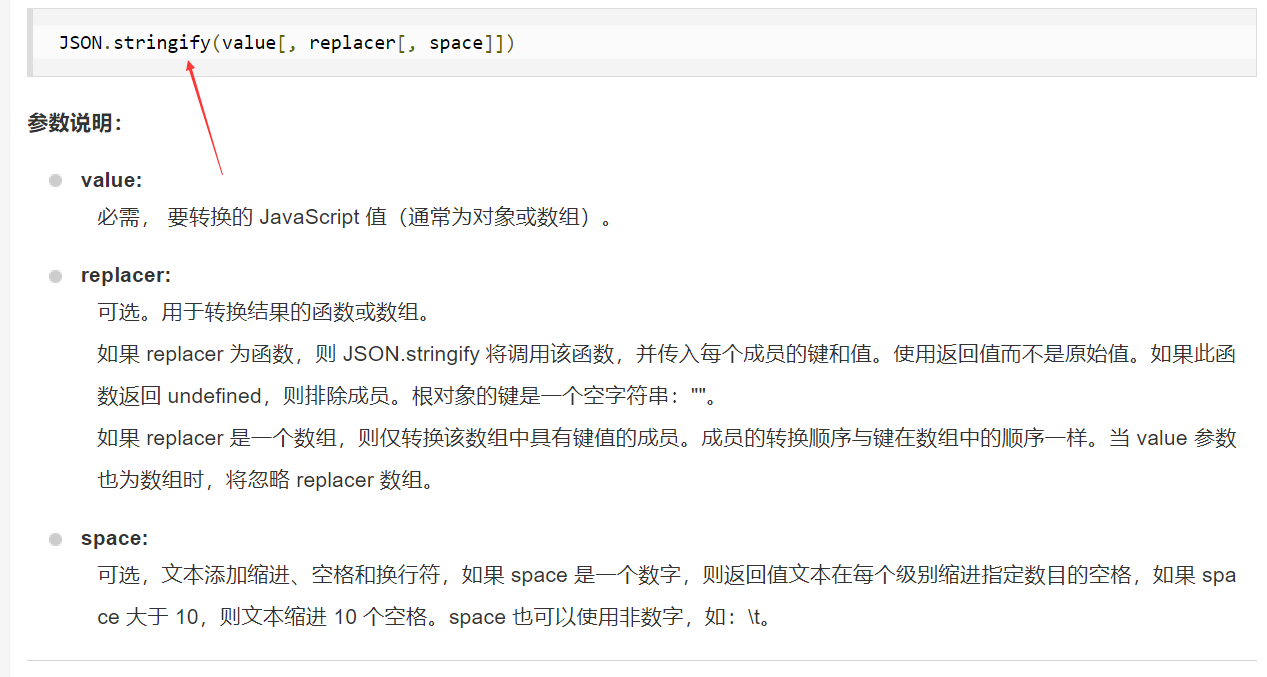 JSON.stringify(value[, replacer[, space]])
参数说明：
value:
必需， 要转换的 JavaScript 值（通常为对象或数组）。
replacer:
可选。用于转换结果的函数或数组。
如果 replacer 为函数，则 JSON.stringify 将调用该函数，并传入每个成员的键和值。使用返回值而不是原始值。如果此函
数返回 undefined，则排除成员。根对象的键是一个空字符串：""。
如果 replacer 是一个数组，则仅转换该数组中具有键值的成员。成员的转换顺序与键在数组中的顺序一样。当 value 参数
也为数组时，将忽略 replacer 数组。
space:
可选，文本添加缩进、空格和换行符，如果 space 是一个数字，则返回值文本在每个级别缩进指定数目的空格，如果 spa
ce 大于 10，则文本缩进 10 个空格。space 也可以使用非数字，如：\t。